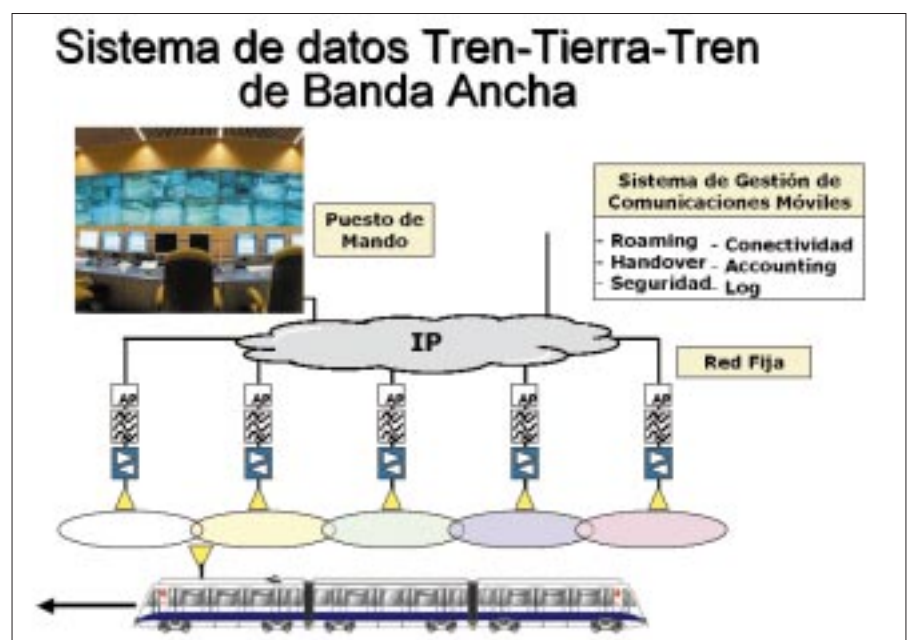 Sistema de datos Tren-Tierra-Tren
de Banda Ancha
Puesto de
Mando
Sistema de Gestión de
Comunicaciones Móviles
- Roaming - Conectividad
- Handover - Accounting
- Seguridad - Log
IP
Red Fija
AP AP AP AP AP